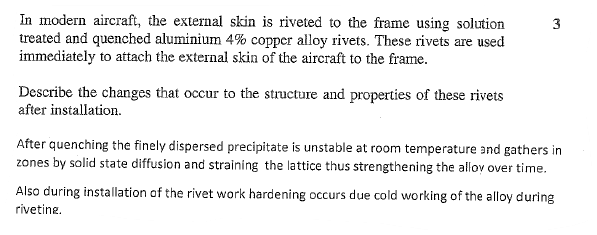 In modern aircraft, the external skin is riveted to the frame using solution 3
treated and quenched aluminium 4% copper alloy rivets. These rivets are used
immediately to attach the external skin of the aircraft to the frame.
Describe the changes that occur to the structure and properties of these rivets
after installation.
After quenching the finely dispersed precipitate is unstable at room temperature and gathers in
zones by solid state diffusion and straining the lattice thus strengthening the alloy over time.
Also during installation of the rivet work hardening occurs due cold working of the alloy during
riveting.